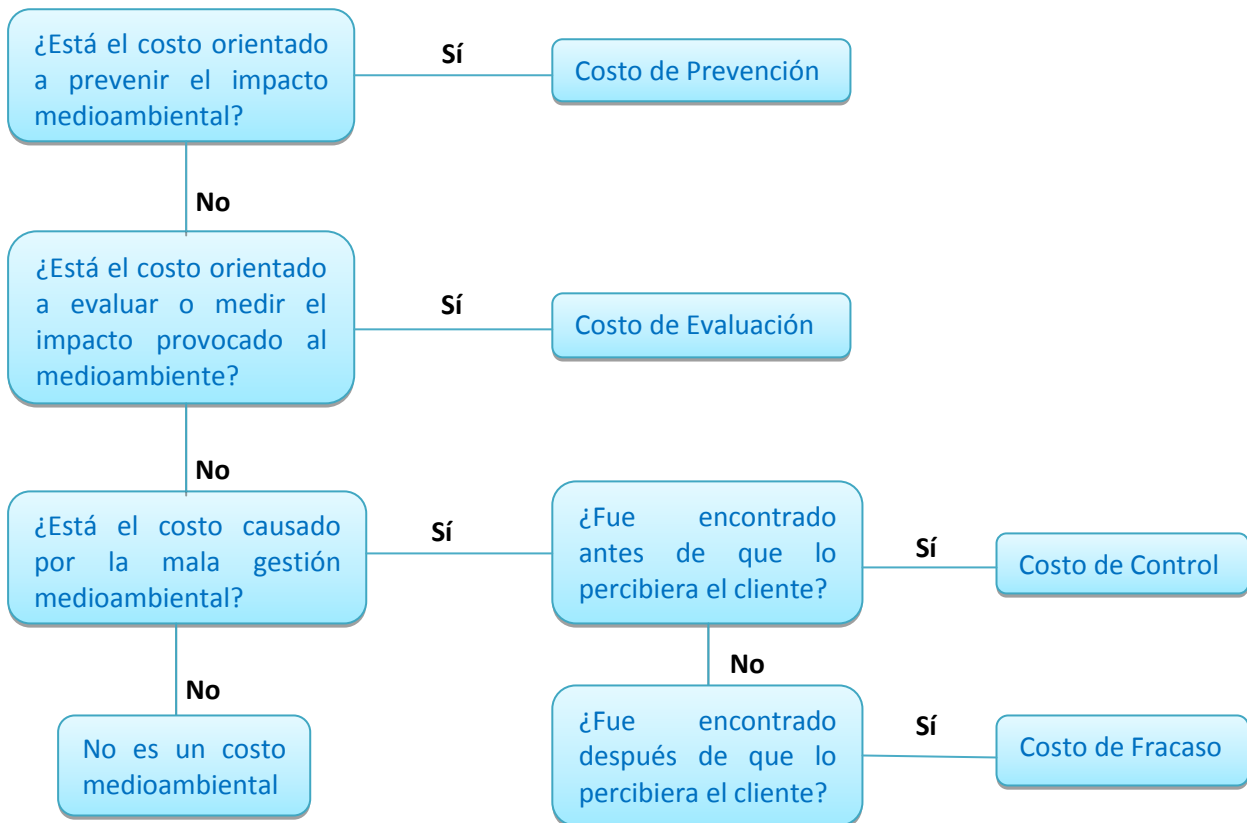 ¿Está el costo orientado
a prevenir el impacto
medioambiental?
Sí
Costo de Prevención
No
¿Está el costo orientado
a evaluar o medir el
impacto provocado al
medioambiente?
Sí
Costo de Evaluación
No
¿Está el costo causado
por la mala gestión
medioambiental?
Sí
¿Fue encontrado
antes de que lo
percibiera el cliente?
Sí
Costo de Control
No
No
No es un costo
medioambiental
¿Fue encontrado
después de que lo
percibiera el cliente?
Sí
Costo de Fracaso